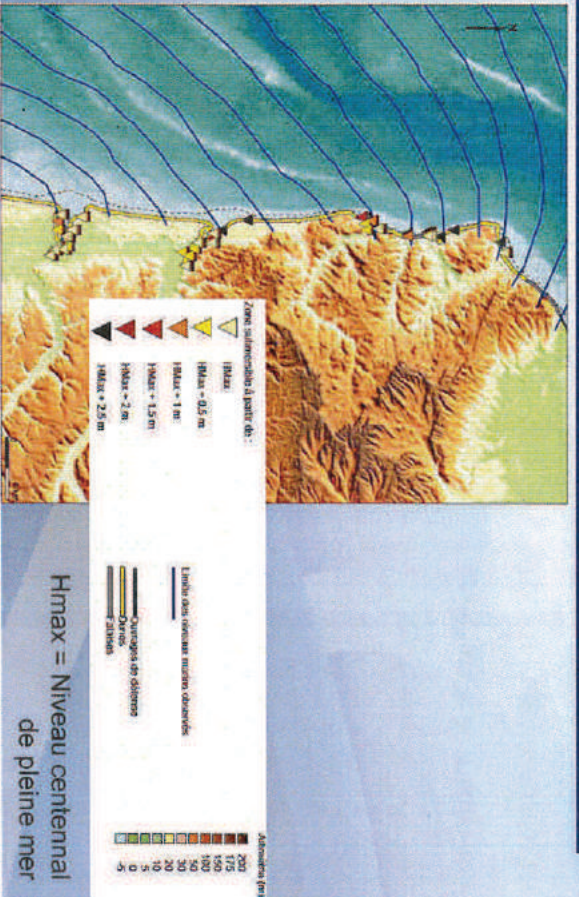 Zone submersible à partir de :
HMax
HMax + 0.5 m
HMax + 1 m
HMax + 1.5 m
HMax + 2 m
HMax + 2.5 m
Limite des niveaux marins observés
Ouvrages de défense
Dunes
Falaises
Altimétrie (m)
200
175
150
100
50
30
20
10
5
0
-5
Hmax = Niveau centennal
de pleine mer